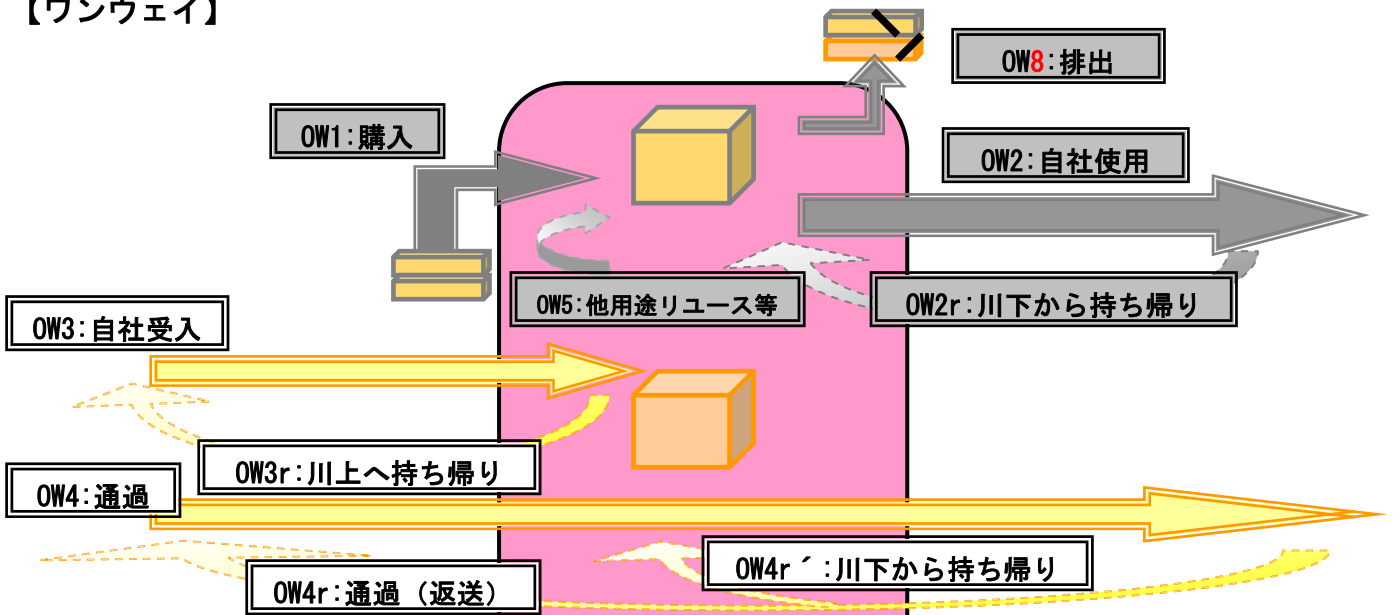 【ワンウェイ】
OW8:排出
OW1:購入
OW2:自社使用
OW5:他用途リユース等
OW2r:川下から持ち帰り
OW3:自社受入
OW3r:川上へ持ち帰り
OW4:通過
OW4r´:川下から持ち帰り
OW4r:通過（返送）